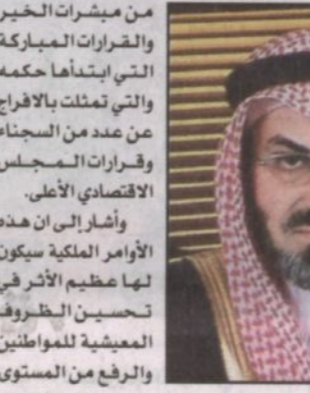 من مبشرات الخير
والقرارات المباركة
التي ابتدأها حكمه
والتي تمثلت بالافراج
عن عدد من السجناء
وقرارات المجلس
الاقتصادي الأعلى.
وأشار إلى ان هذه
الأوامر الملكية سيكون
لها عظيم الأثر في
تحسين الظروف
المعيشية للمواطنين
والرفع من المستوى